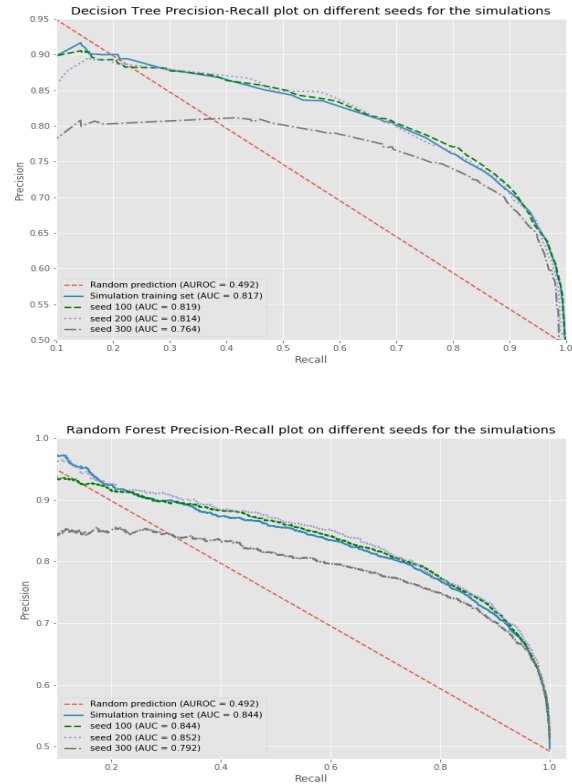 Decision Tree Precision-Recall plot on different seeds for the simulations
0.95
0.90
0.85
0.80
0.75
0.70
0.65
0.60
0.55
0.50
Precision
Random prediction (AUROC = 0.492)
Simulation training set (AUC = 0.817)
seed 100 (AUC = 0.819)
seed 200 (AUC = 0.814)
seed 300 (AUC = 0.764)
0.1 0.2 0.3 0.4 0.5 0.6 0.7 0.8 0.9 1.0
Recall
Random Forest Precision-Recall plot on different seeds for the simulations
1.0
0.9
0.8
0.7
0.6
0.5
Precision
Random prediction (AUROC = 0.492)
Simulation training set (AUC = 0.844)
seed 100 (AUC = 0.844)
seed 200 (AUC = 0.852)
seed 300 (AUC = 0.792)
0.2 0.4 0.6 0.8 1.0
Recall